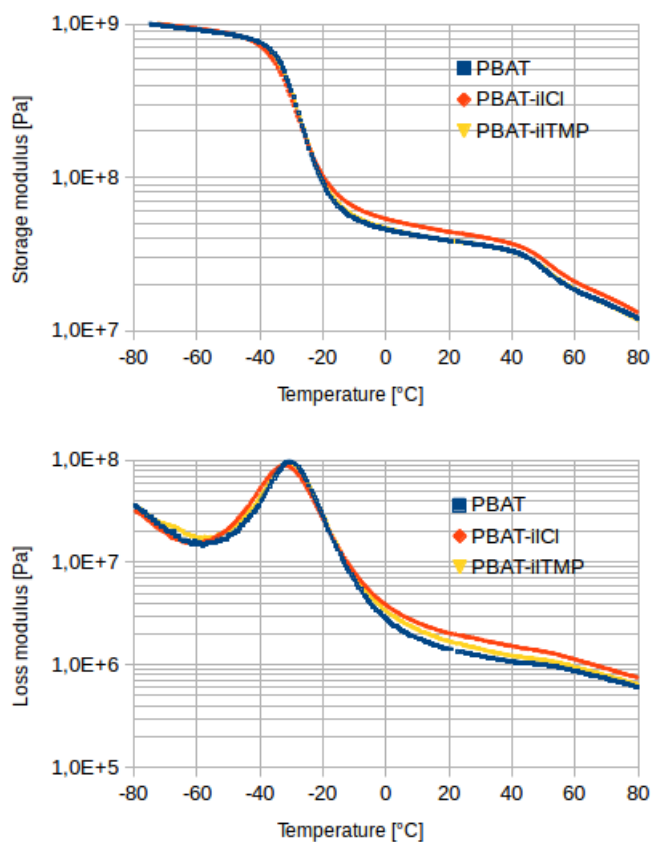 1,0E+9
PBAT
PBAT-ilCl
PBAT-ilTMP
1,0E+8
1,0E+7
Storage modulus [Pa]
-80 -60 -40 -20 0 20 40 60 80
Temperature [°C]
1,0E+8
PBAT
PBAT-ilCl
PBAT-ilTMP
1,0E+7
1,0E+6
1,0E+5
Loss modulus [Pa]
-80 -60 -40 -20 0 20 40 60 80
Temperature [°C]